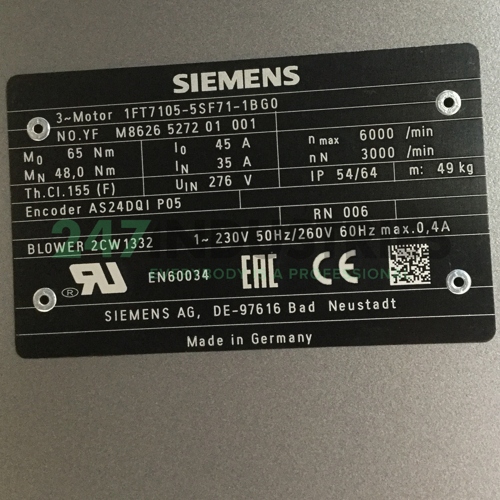 SIEMENS
3~Motor 1FT7105-5SF71-1BG0
NO.YF M8626 5272 01 001
M0 65 Nm I0 45 A n max 6000 /min
MN 48,0 Nm IN 35 A n N 3000 /min
Th.Cl.155 (F) UIN 276 V IP 54/64 m: 49 kg
Encoder AS24DQI P05 RN 006
BLOWER 2CW1332 1~ 230V 50Hz/260V 60Hz max.0,4A
247 INDUSTRIES
EN60034 EAC CE
SIEMENS AG, DE-97616 Bad Neustadt
Made in Germany